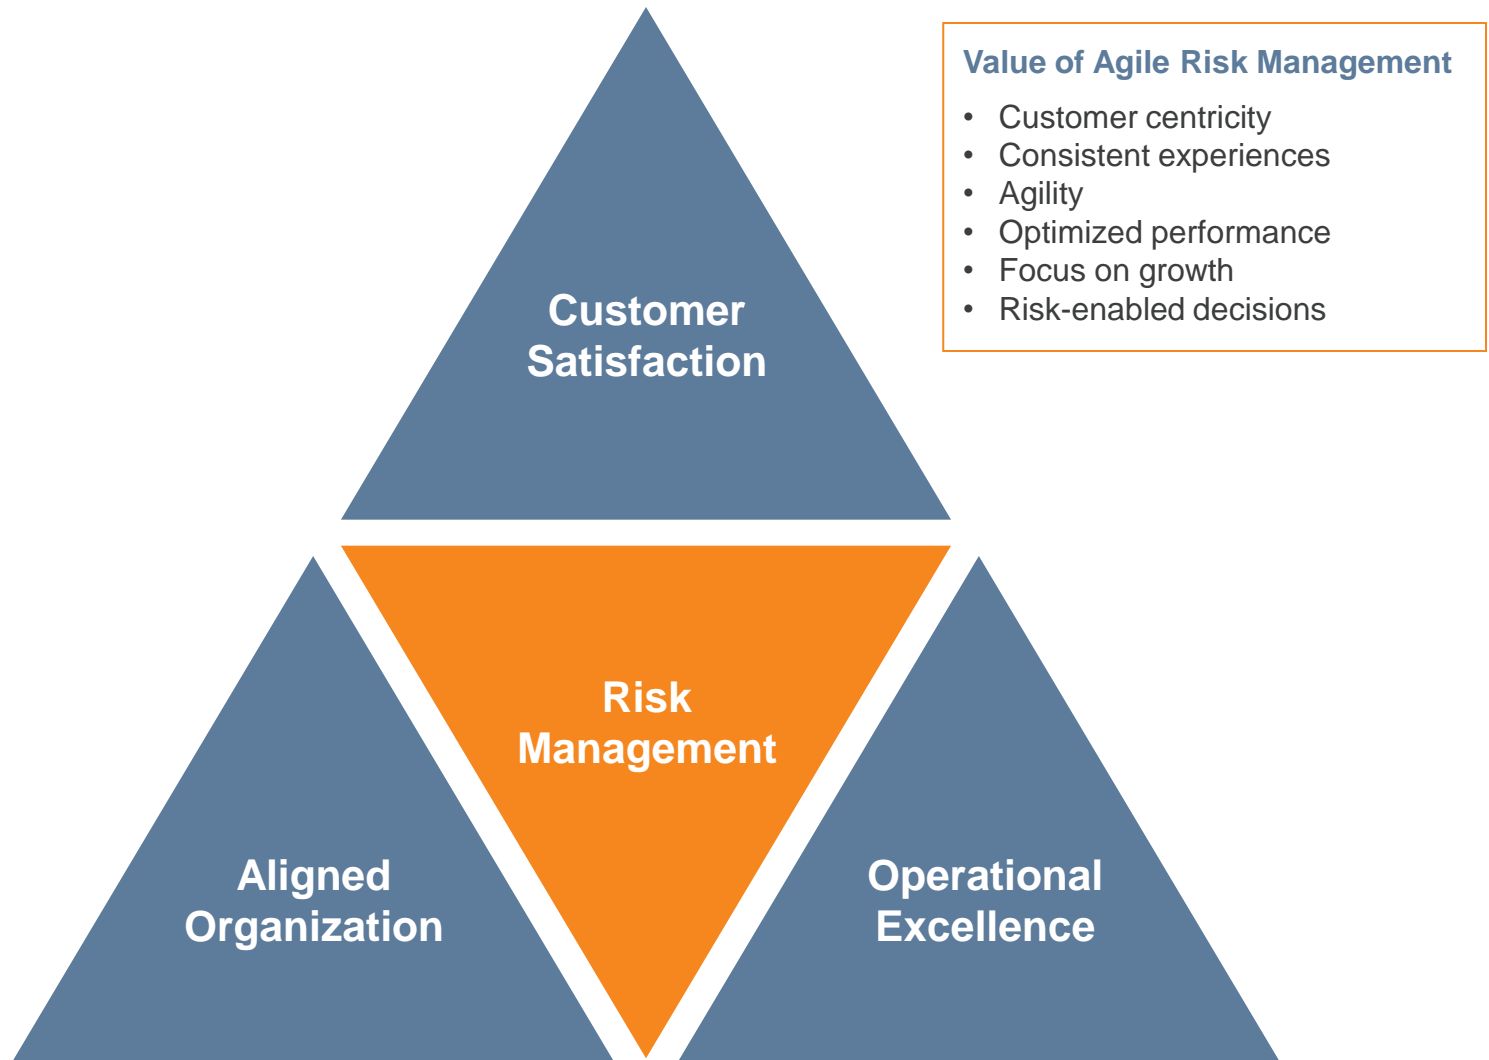 Value of Agile Risk Management
• Customer centricity
• Consistent experiences
• Agility
• Optimized performance
• Focus on growth
• Risk-enabled decisions
Customer
Satisfaction
Risk
Management
Aligned
Organization
Operational
Excellence